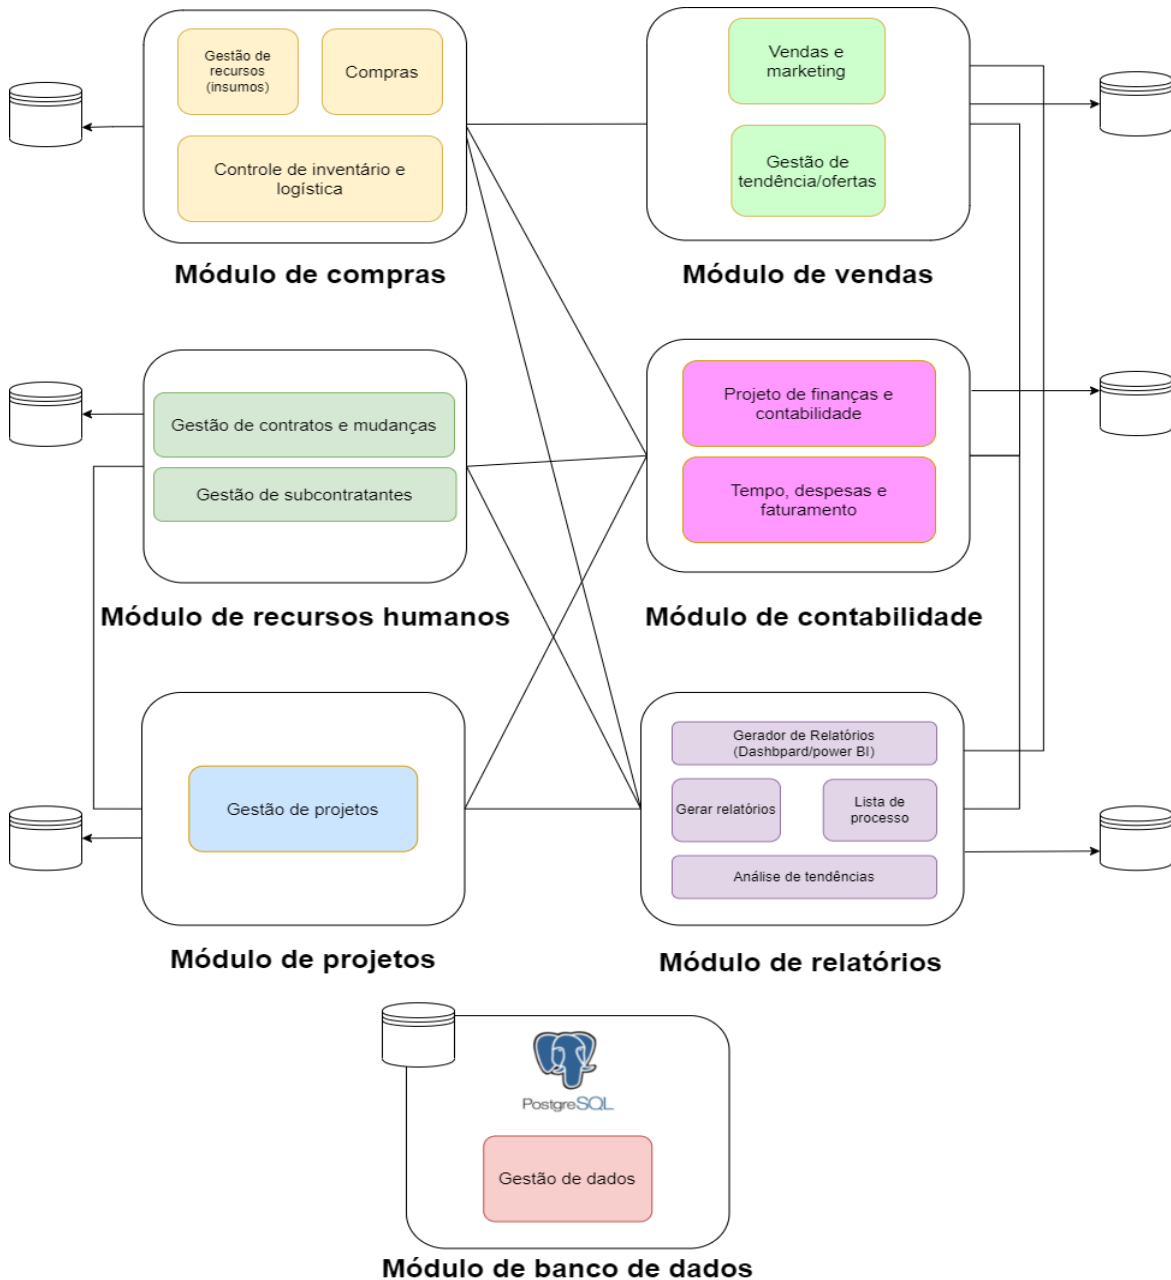 Gestão de
recursos
(insumos)
Compras
Controle de inventário e
logística
Módulo de compras
Vendas e
marketing
Gestão de
tendência/ofertas
Módulo de vendas
Gestão de contratos e mudanças
Gestão de subcontratantes
Módulo de recursos humanos
Projeto de finanças e
contabilidade
Tempo, despesas e
faturamento
Módulo de contabilidade
Gestão de projetos
Módulo de projetos
Gerador de Relatórios
(Dashbpard/power BI)
Gerar relatórios
Lista de
processo
Análise de tendências
Módulo de relatórios
PostgreSQL
Gestão de dados
Módulo de banco de dados